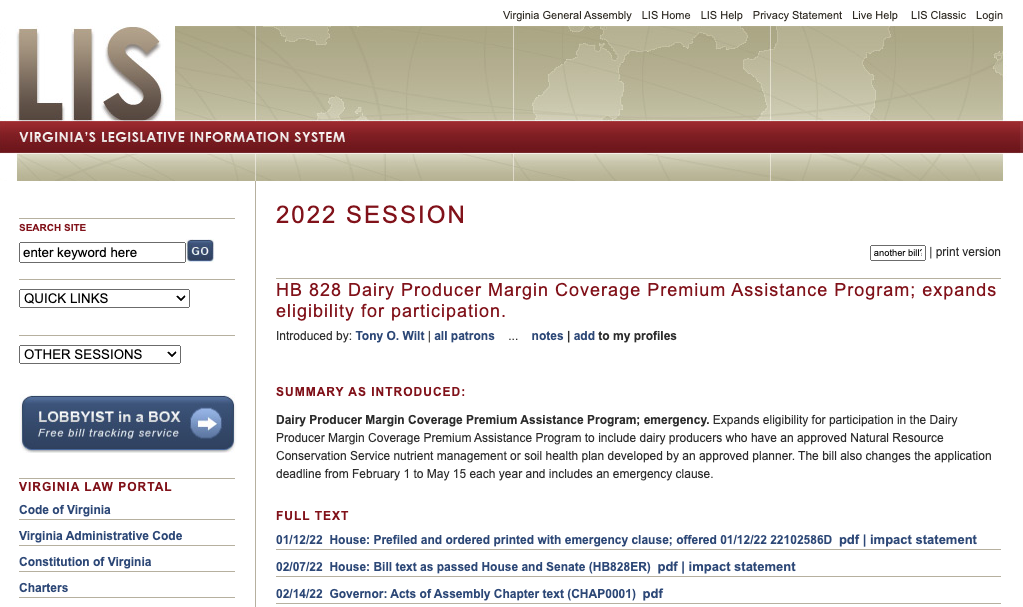 Virginia General Assembly LIS Home LIS Help Privacy Statement Live Help LIS Classic Login
LIS
VIRGINIA'S LEGISLATIVE INFORMATION SYSTEM
SEARCH SITE
enter keyword here GO
QUICK LINKS
OTHER SESSIONS
LOBBYIST in a BOX
Free bill tracking service
VIRGINIA LAW PORTAL
Code of Virginia
Virginia Administrative Code
Constitution of Virginia
Charters
2022 SESSION
another bill? | print version
HB 828 Dairy Producer Margin Coverage Premium Assistance Program; expands
eligibility for participation.
Introduced by: Tony O. Wilt | all patrons ... notes | add to my profiles
SUMMARY AS INTRODUCED:
Dairy Producer Margin Coverage Premium Assistance Program; emergency. Expands eligibility for participation in the Dairy
Producer Margin Coverage Premium Assistance Program to include dairy producers who have an approved Natural Resource
Conservation Service nutrient management or soil health plan developed by an approved planner. The bill also changes the application
deadline from February 1 to May 15 each year and includes an emergency clause.
FULL TEXT
01/12/22 House: Prefiled and ordered printed with emergency clause; offered 01/12/22 22102586D pdf | impact statement
02/07/22 House: Bill text as passed House and Senate (HB828ER) pdf | impact statement
02/14/22 Governor: Acts of Assembly Chapter text (CHAP0001) pdf